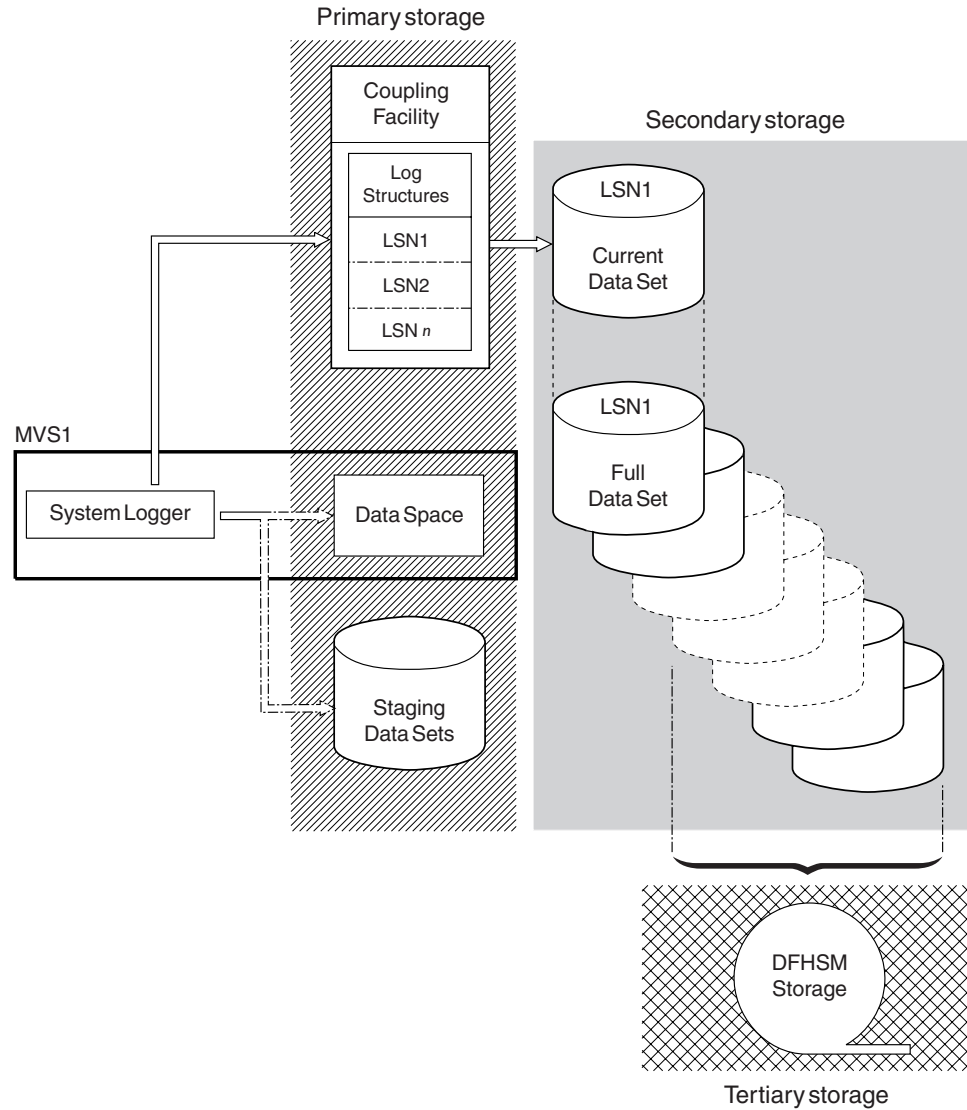 Primary storage
Coupling
Facility
Log
Structures
LSN1
LSN2
LSN n
Secondary storage
LSN1
Current
Data Set
LSN1
Full
Data Set
MVS1
System Logger
Data Space
Staging
Data Sets
DFHSM
Storage
Tertiary storage